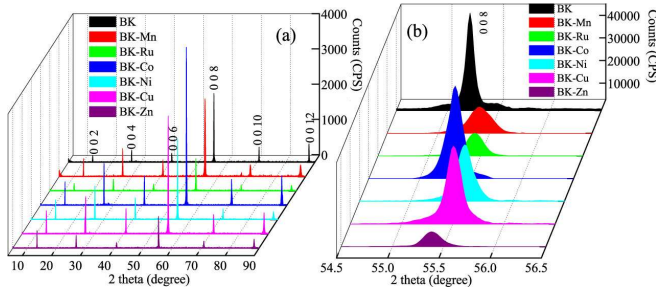 (a)
BK
BK-Mn
BK-Ru
BK-Co
BK-Ni
BK-Cu
BK-Zn
0 0 2
0 0 4
0 0 6
0 0 8
0 0 10
0 0 12
4000
3000
2000
1000
0
Counts (CPS)
10 20 30 40 50 60 70 80 90
2 theta (degree)
(b)
BK
BK-Mn
BK-Ru
BK-Co
BK-Ni
BK-Cu
BK-Zn
0 0 8
40000
30000
20000
10000
Counts (CPS)
54.5 55.0 55.5 56.0 56.5
2 theta (degree)